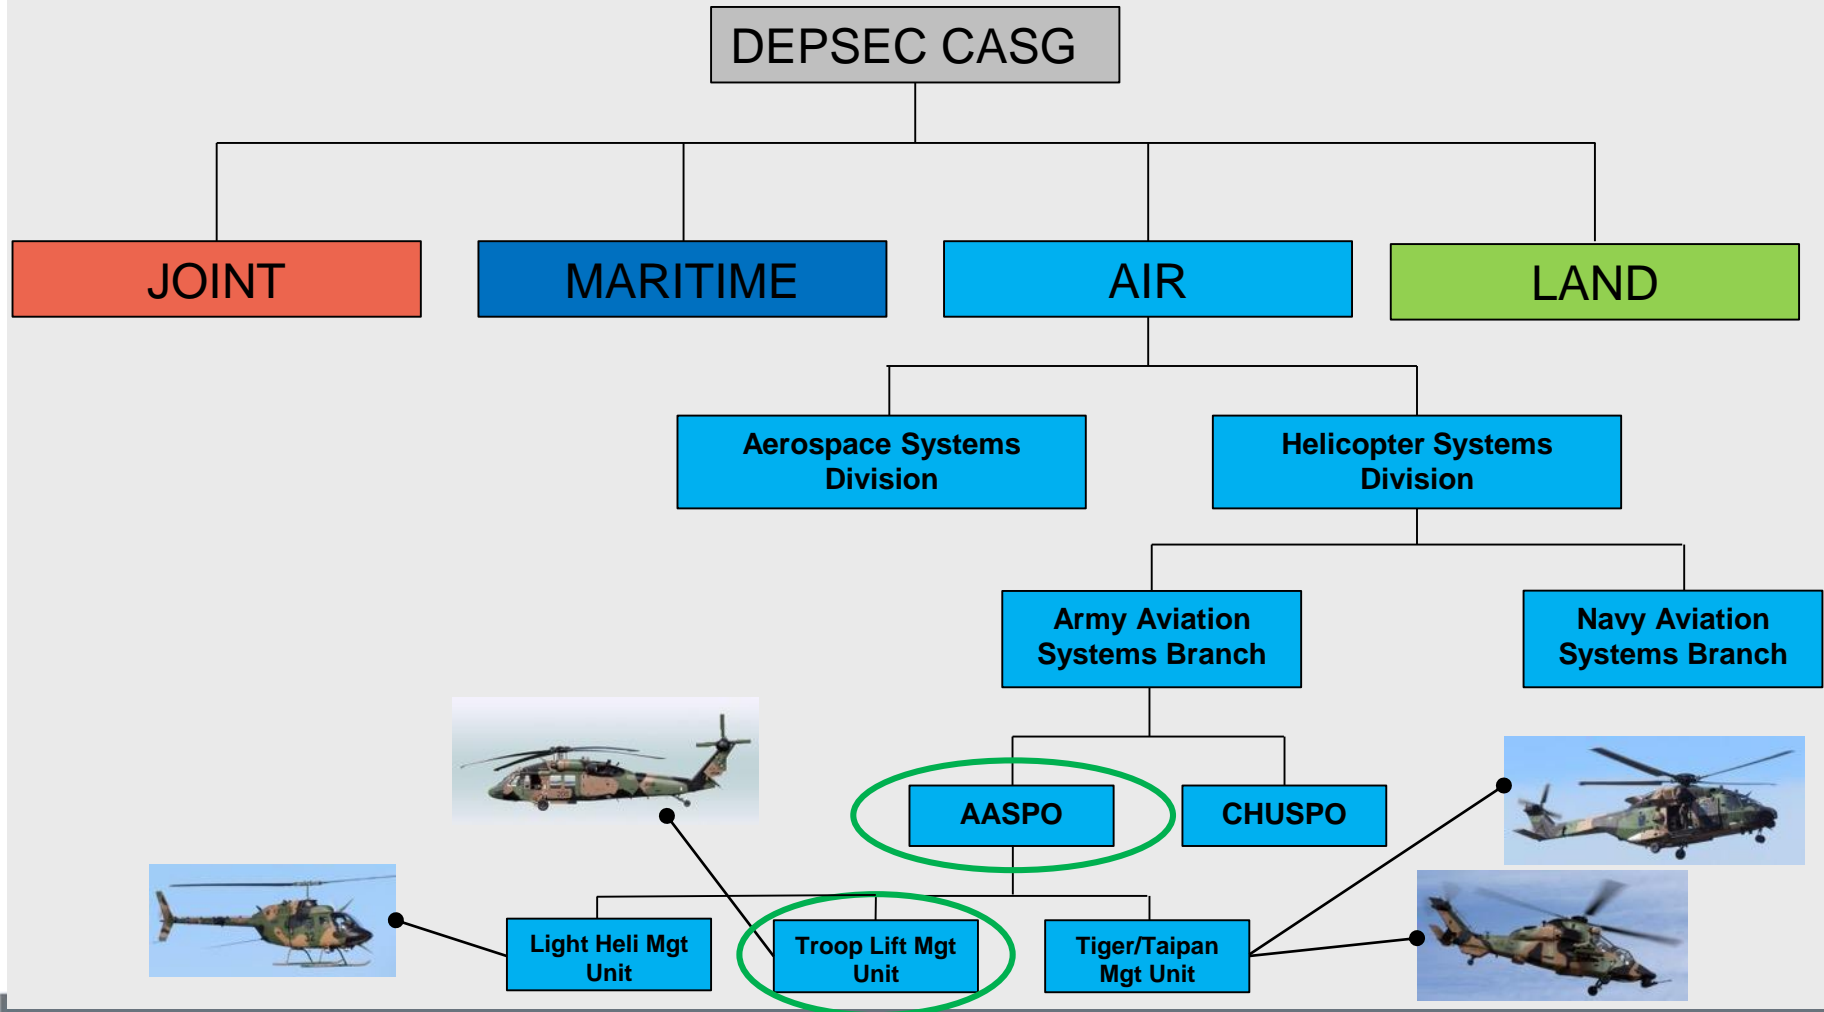 DEPSEC CASG
JOINT
MARITIME
AIR
LAND
Aerospace Systems
Division
Helicopter Systems
Division
Army Aviation
Systems Branch
Navy Aviation
Systems Branch
AASPO
CHUSPO
Light Heli Mgt
Unit
Troop Lift Mgt
Unit
Tiger/Taipan
Mgt Unit